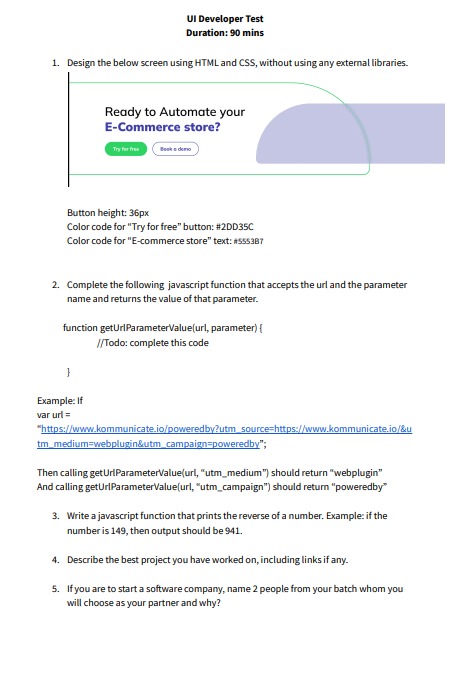 UI Developer Test
Duration: 90 mins
1. Design the below screen using HTML and CSS, without using any external libraries.
Ready to Automate your
E-Commerce store?
Try for free
Book a demo
Button height: 36px
Color code for “Try for free” button: #2DD35C
Color code for “E-commerce store” text: #5553B7
2. Complete the following  javascript function that accepts the url and the parameter
name and returns the value of that parameter.
function getUrlParameterValue(url, parameter) {
//Todo: complete this code
}
Example: If
var url =
“https://www.kommunicate.io/poweredby?utm_source=https://www.kommunicate.io/&u
tm_medium=webplugin&utm_campaign=poweredby”;
Then calling getUrlParameterValue(url, “utm_medium”) should return “webplugin”
And calling getUrlParameterValue(url, “utm_campaign”) should return “poweredby”
3. Write a javascript function that prints the reverse of a number. Example: if the
number is 149, then output should be 941.
4. Describe the best project you have worked on, including links if any.
5. If you are to start a software company, name 2 people from your batch whom you
will choose as your partner and why?